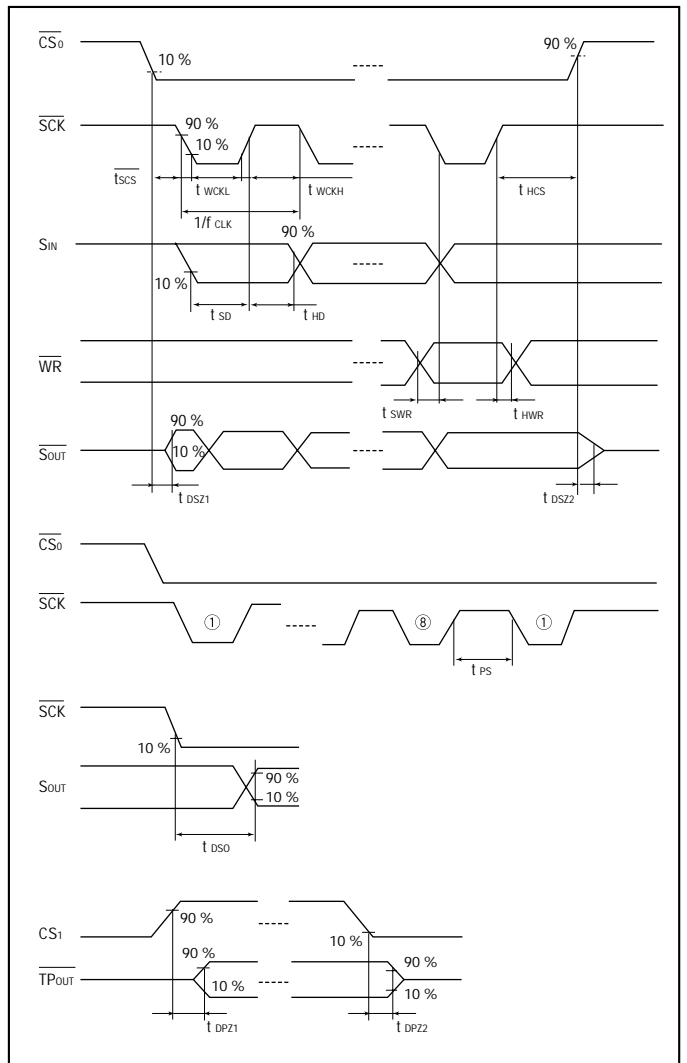 CS0
10 %
90 %
SCK
90 %
10 %
tSCS
t WCKL
t WCKH
t HCS
1/f CLK
SIN
90 %
10 %
t SD
t HD
WR
t SWR
t HWR
SOUT
90 %
10 %
t DSZ1
t DSZ2
CS0
SCK
①
⑧
①
t PS
SCK
10 %
SOUT
90 %
10 %
t DSO
CS1
90 %
10 %
TPOUT
90 %
10 %
90 %
10 %
t DPZ1
t DPZ2